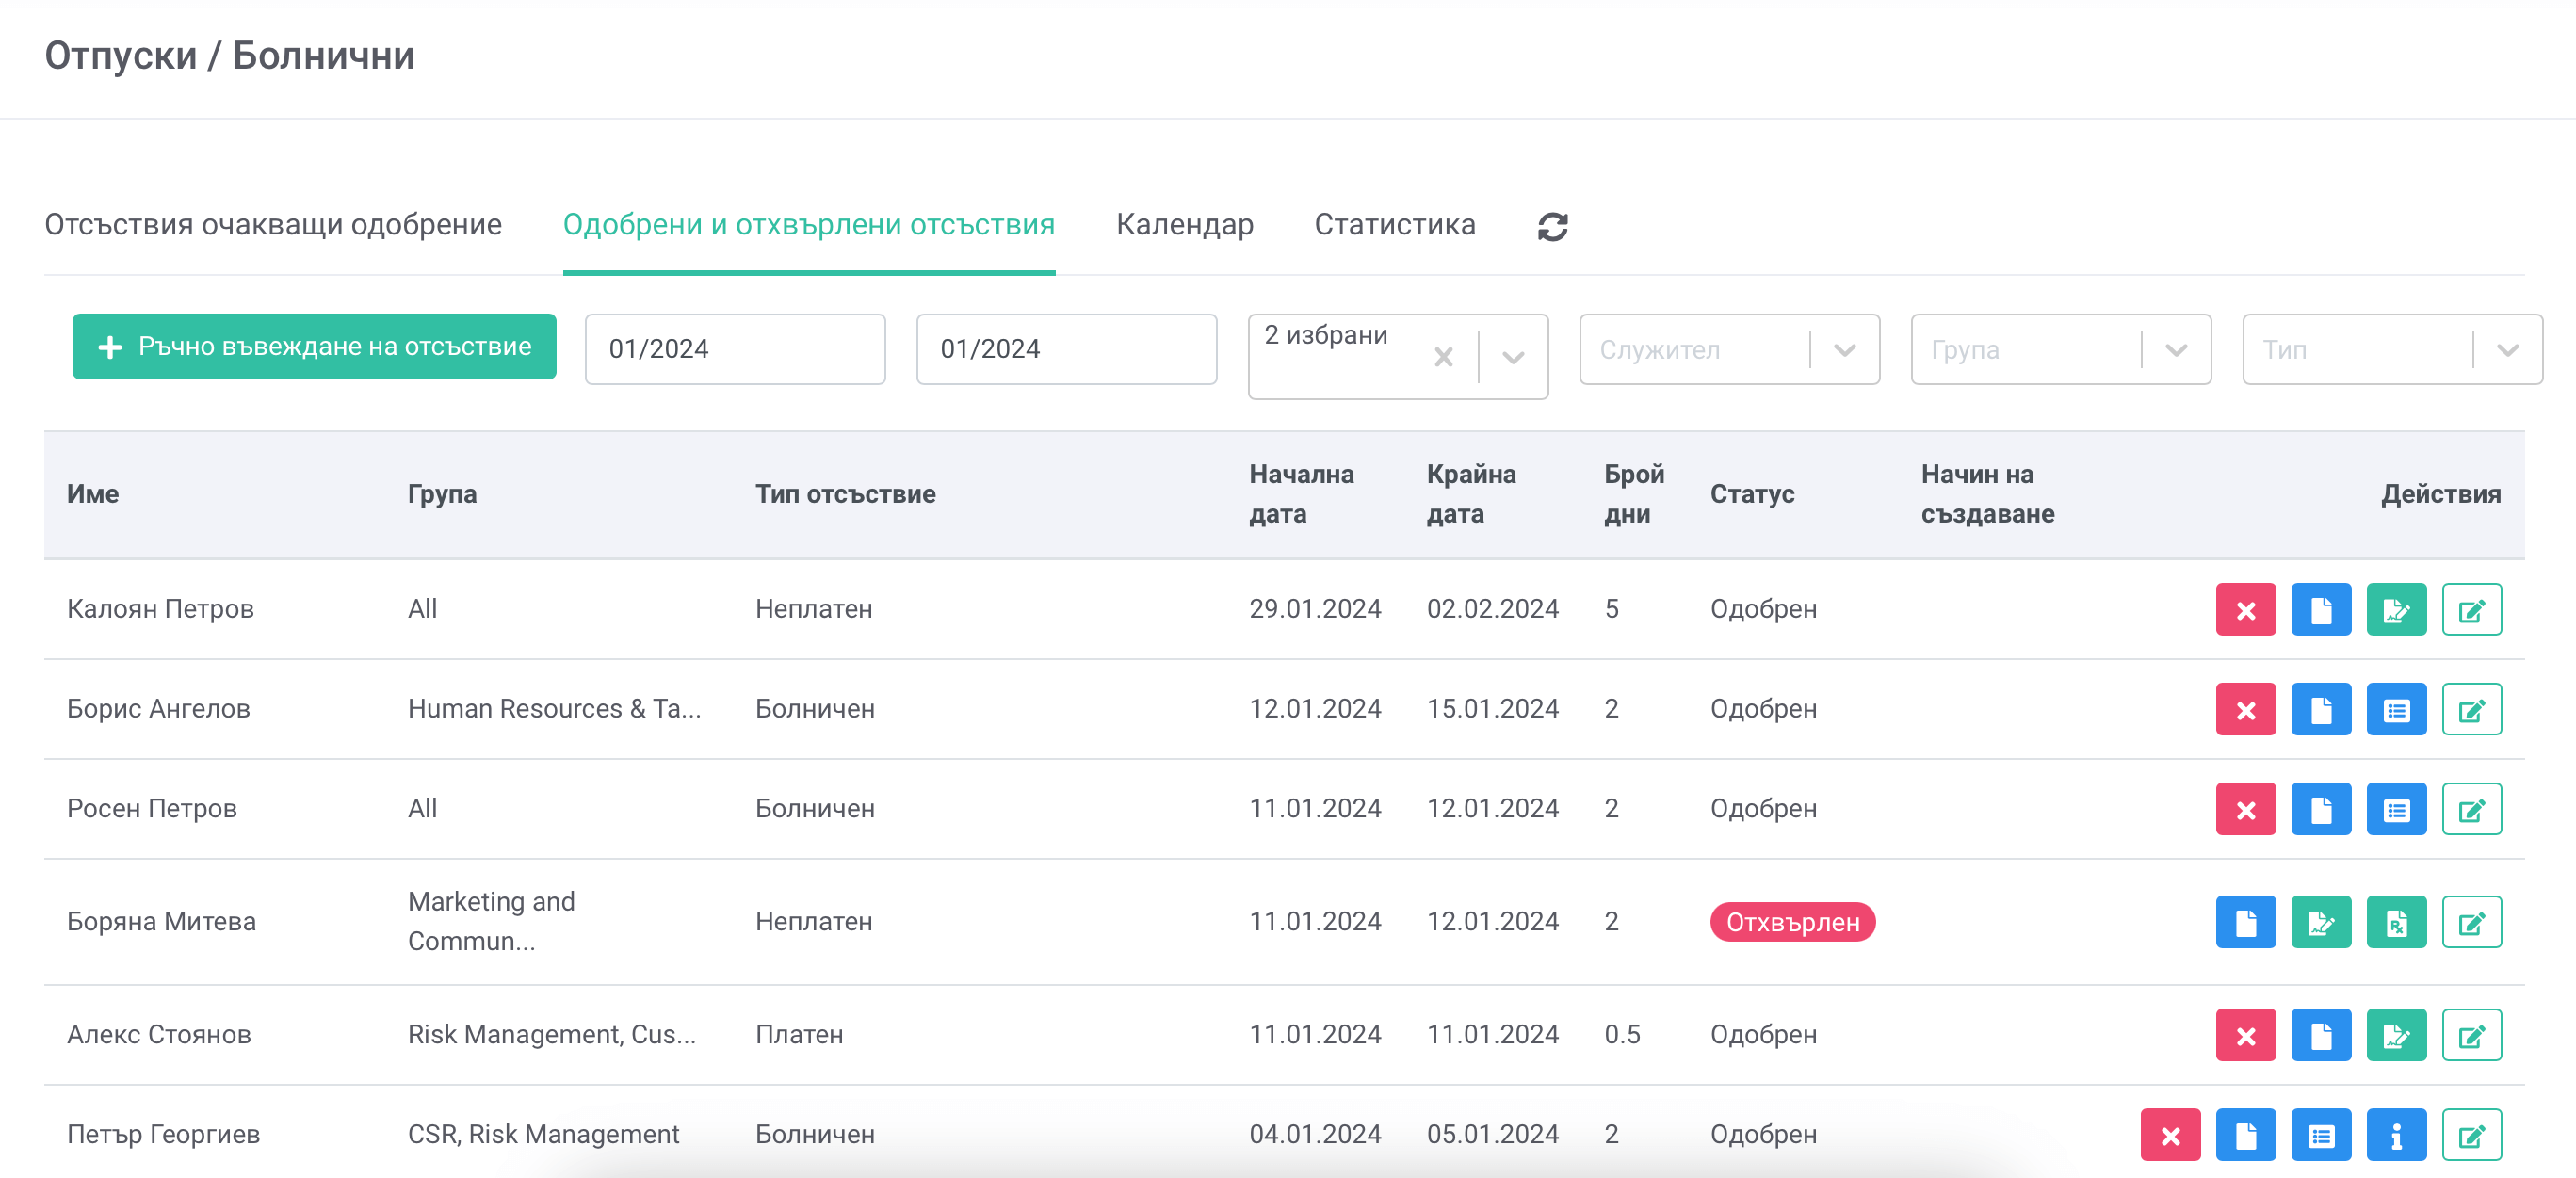 Отпуски / Болнични
Отсъствия очакващи одобрение Одобрени и отхвърлени отсъствия Календар Статистика
Ръчно въвеждане на отсъствие 01/2024 01/2024 2 избрани Служител Група Тип
Име Група Тип отсъствие Начална дата Крайна дата Брой дни Статус Начин на създаване Действия
Калоян Петров All Неплатен 29.01.2024 02.02.2024 5 Одобрен
Борис Ангелов Human Resources & Ta... Болничен 12.01.2024 15.01.2024 2 Одобрен
Росен Петров All Болничен 11.01.2024 12.01.2024 2 Одобрен
Боряна Митева Marketing and Commun... Неплатен 11.01.2024 12.01.2024 2 Отхвърлен
Алекс Стоянов Risk Management, Cus... Платен 11.01.2024 11.01.2024 0.5 Одобрен
Петър Георгиев CSR, Risk Management Болничен 04.01.2024 05.01.2024 2 Одобрен